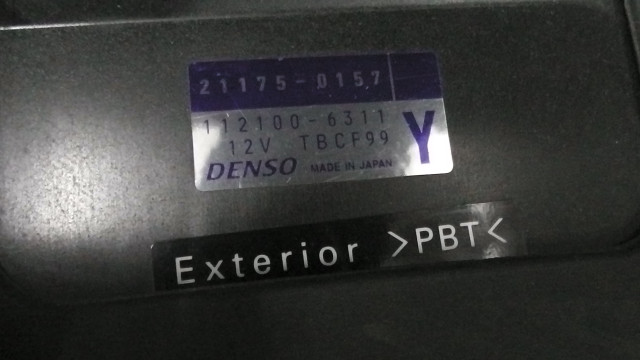 21175-0157
112100-6311
12V TBCF99
Y
DENSO MADE IN JAPAN
Exterior >PBT<